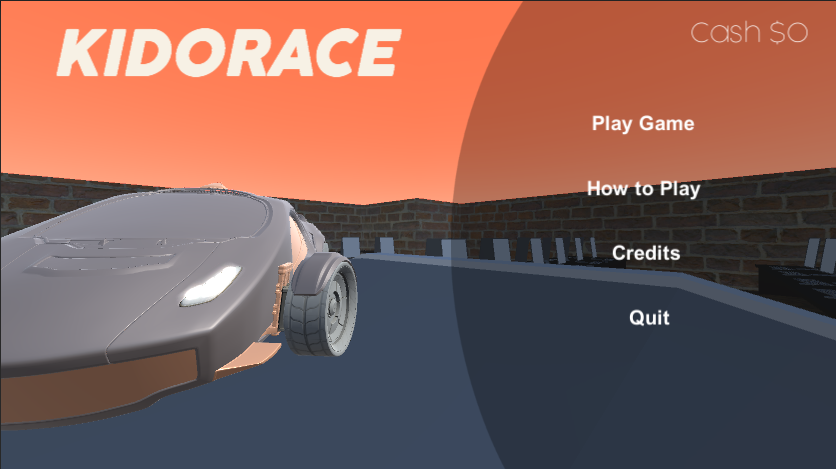 KIDORACE
Cash $0
Play Game
How to Play
Credits
Quit